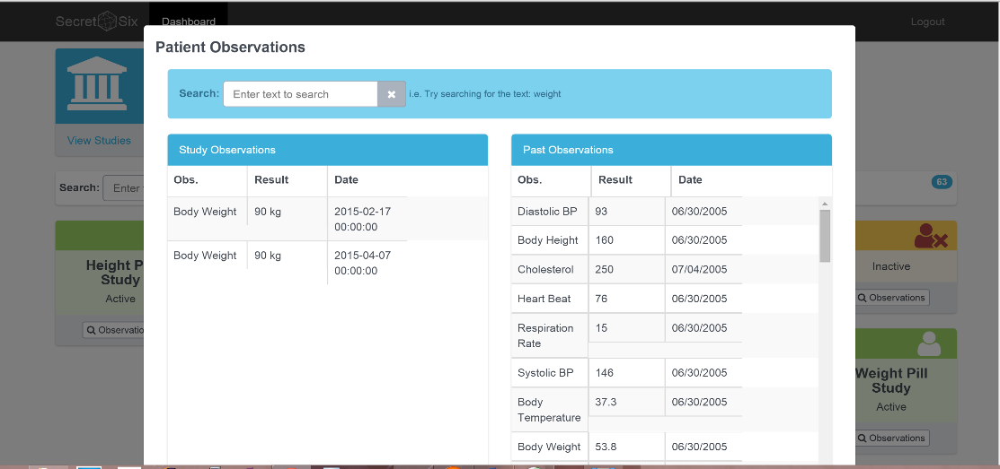 Secret Six
Dashboard
Logout
Patient Observations
Search: Enter text to search i.e. Try searching for the text: weight
Study Observations
Obs. Result Date
Body Weight 90 kg 2015-02-17
00:00:00
Body Weight 90 kg 2015-04-07
00:00:00
Past Observations
Obs. Result Date
Diastolic BP 93 06/30/2005
Body Height 160 06/30/2005
Cholesterol 250 07/04/2005
Heart Beat 76 06/30/2005
Respiration 15 06/30/2005
Rate
Systolic BP 146 06/30/2005
Body 37.3 06/30/2005
Temperature
Body Weight 53.8 06/30/2005
View Studies
Search: Enter
63
Height P
Study
Active
Observatio
Inactive
Observations
Weight Pill
Study
Active
Observations